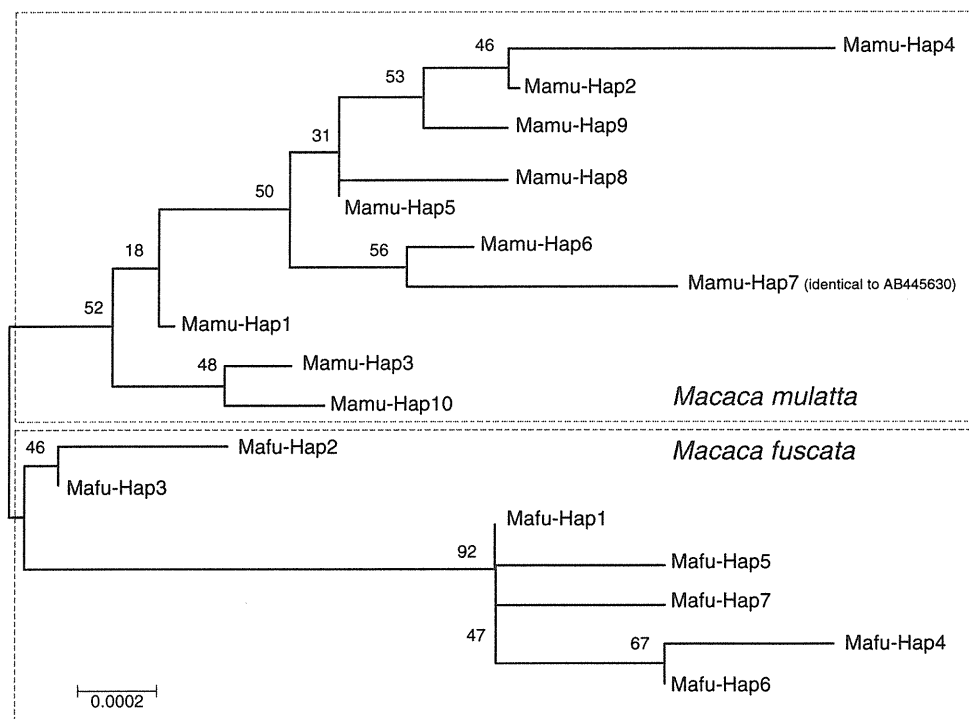 46
Mamu-Hap4
Mamu-Hap2
53
Mamu-Hap9
31
Mamu-Hap8
Mamu-Hap5
50
Mamu-Hap6
56
Mamu-Hap7 (identical to AB445630)
18
Mamu-Hap1
52
Mamu-Hap3
48
Mamu-Hap10
Macaca mulatta
Macaca fuscata
46
Mafu-Hap2
Mafu-Hap3
Mafu-Hap1
92
Mafu-Hap5
Mafu-Hap7
47
67
Mafu-Hap4
Mafu-Hap6
0.0002